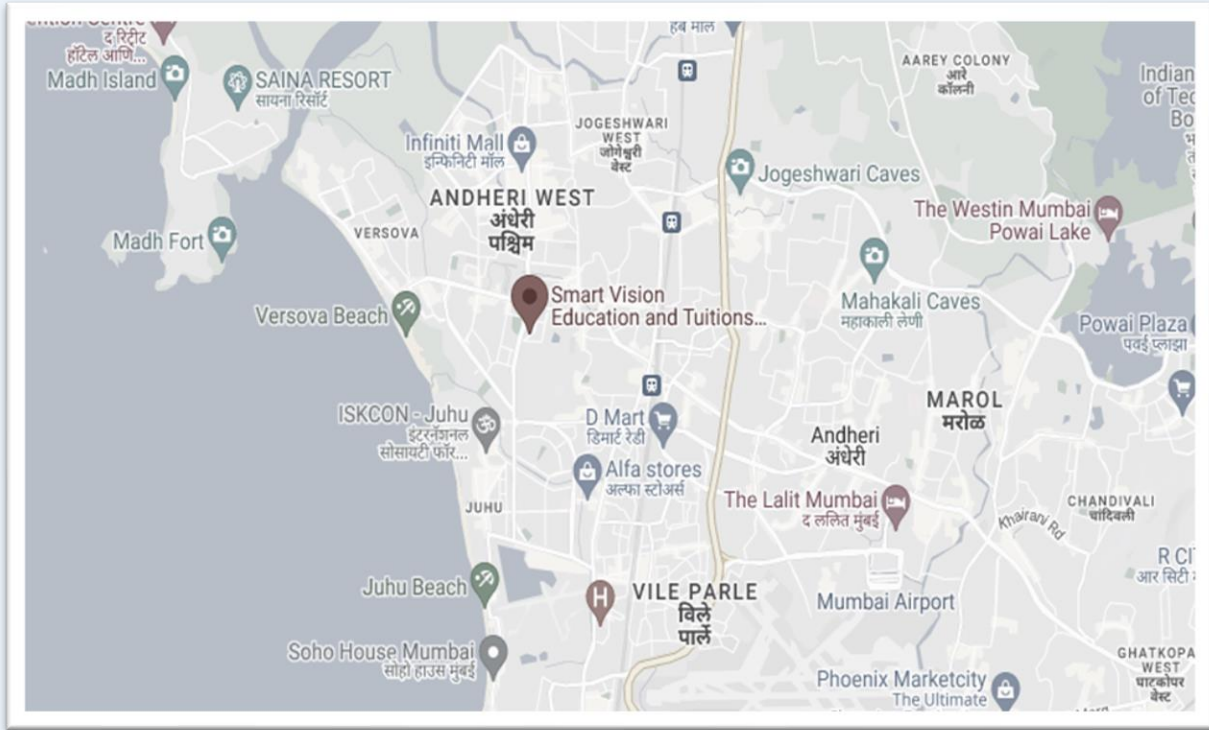 द रिट्रीट
हॉटेल आणि...
हब मॉल
Madh Island
SAINA RESORT
सायना रिसॉर्ट
AAREY COLONY
आरे
कॉलनी
Indian
of Tec
Infiniti Mall
इन्फिनिटी मॉल
JOGESHWARI
WEST
जोगेश्वरी
वेस्ट
Jogeshwari Caves
ANDHERI WEST
अंधेरी
पश्चिम
The Westin Mumbai
Powai Lake
VERSOVA
Madh Fort
Smart Vision
Education and Tuitions...
Mahakali Caves
महाकाली लेणी
Versova Beach
Powai Plaza
पवई प्लाझा
MAROL
मरोळ
ISKCON - Juhu
इंटरनॅशनल
सोसायटी फॉर...
D Mart
डिमार्ट रेडी
Andheri
अंधेरी
Alfa stores
अल्फा स्टोअर्स
The Lalit Mumbai
द ललित मुंबई
CHANDIVALI
चांदिवली
JUHU
Khairani Rd
R CI
आर सिटी
Juhu Beach
H
VILE PARLE
विले
पार्ले
Mumbai Airport
Soho House Mumbai
सोहो हाउस मुंबई
GHATKOPA
WEST
घाटकोपर
वेस्ट
Phoenix Marketcity
The Ultimate